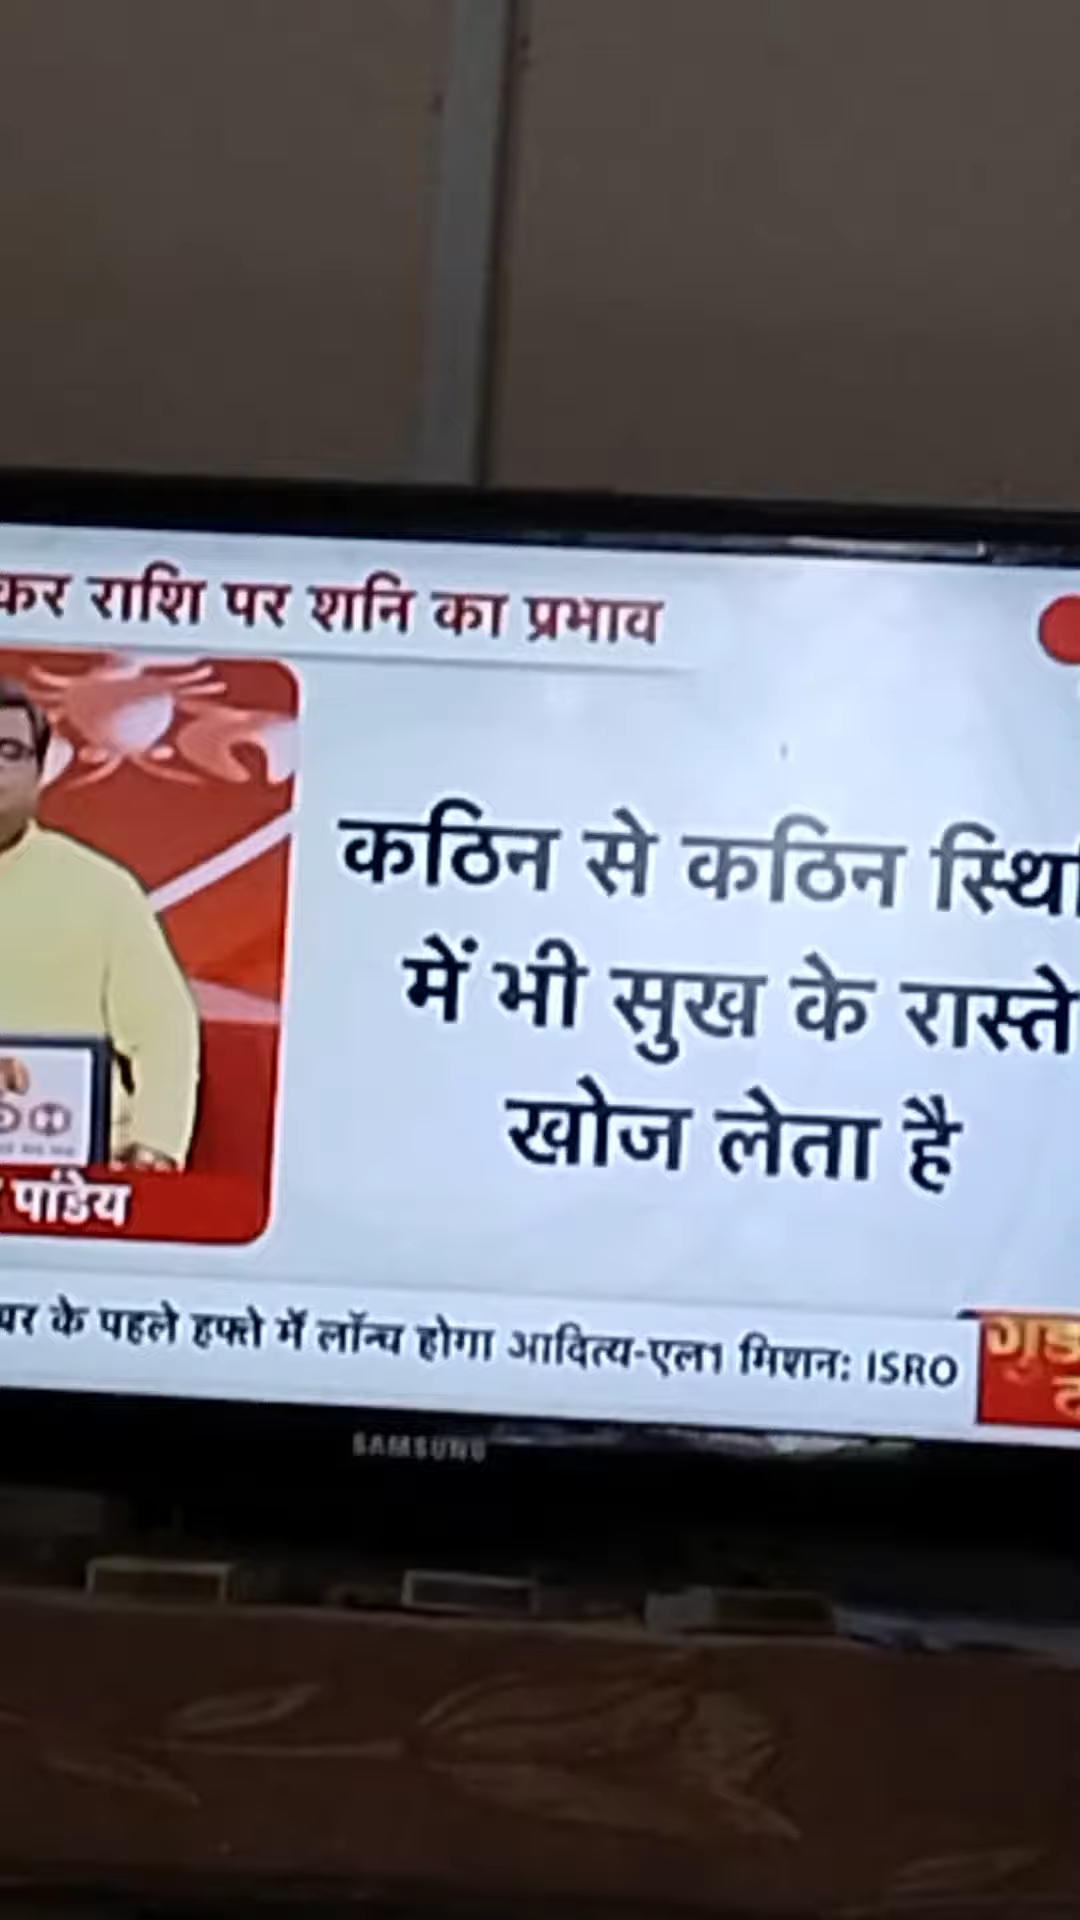 कर राशि पर शनि का प्रभाव
कठिन से कठिन
में भी सुख के रास्ते
खोज लेता है
पांडेय
के पहले हफ्ते में लॉन्च होगा आदित्य-एल1 मिशन: ISRO
SAMSUNG